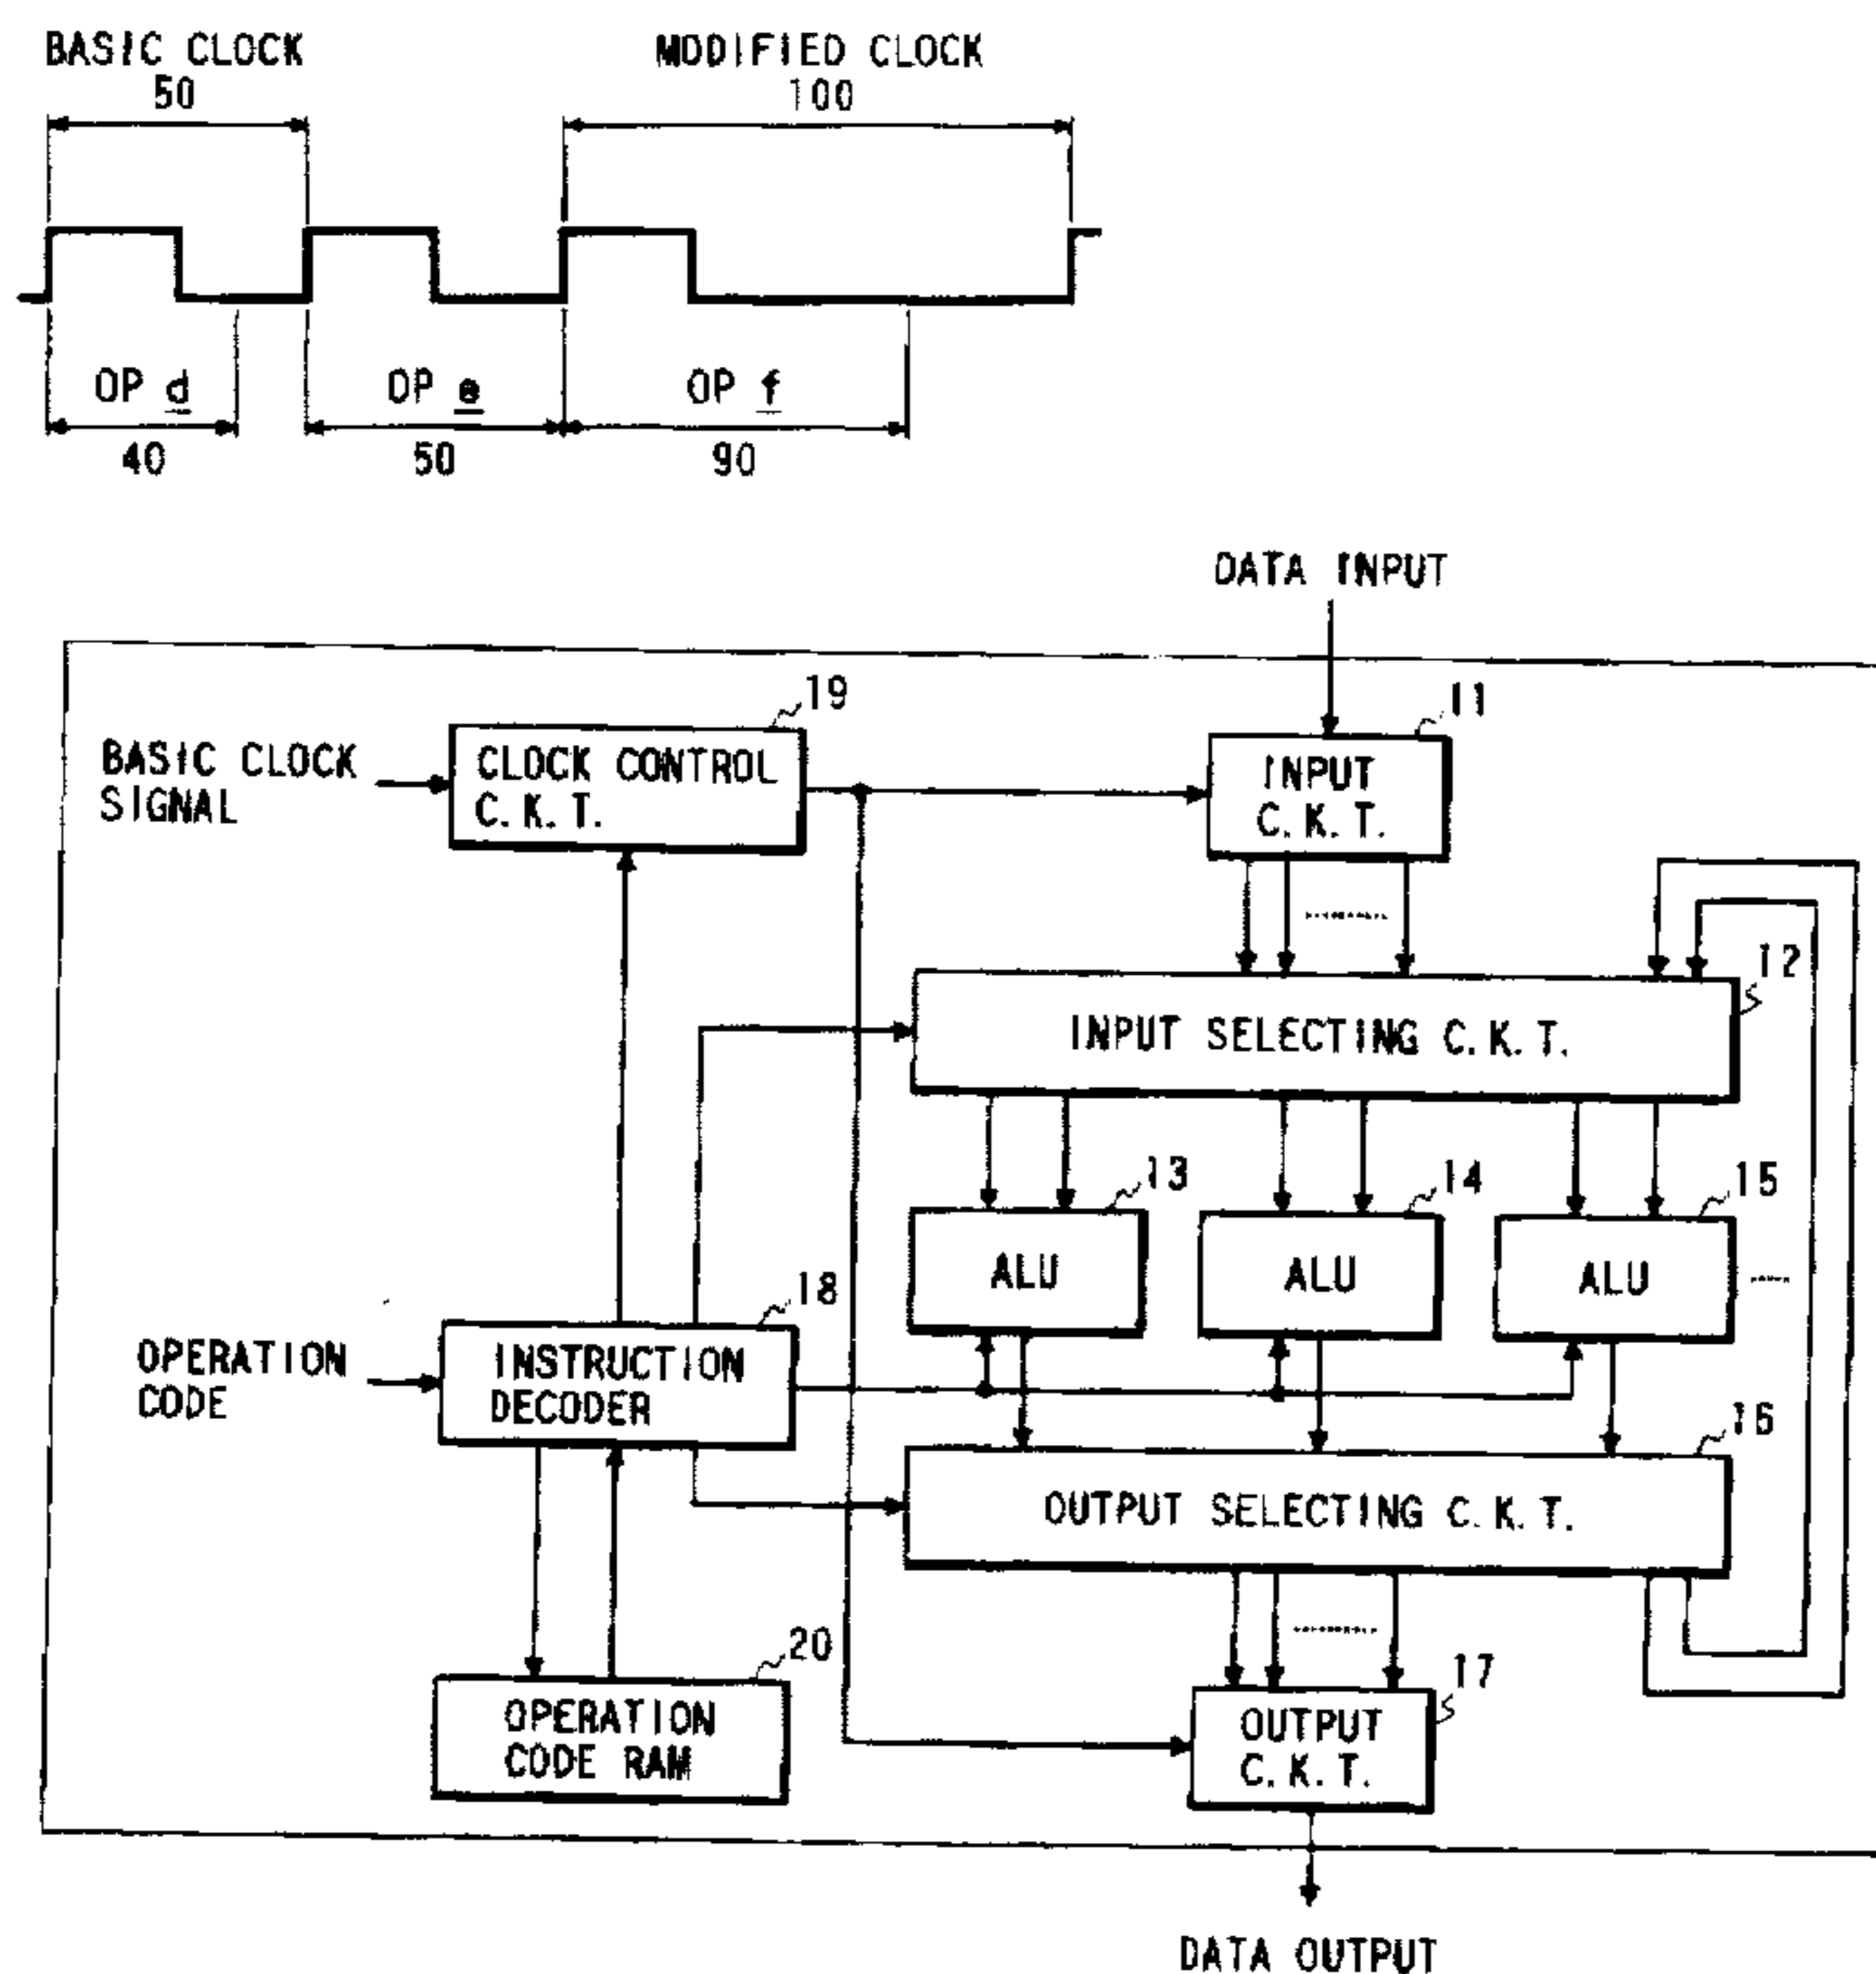 BASIC CLOCK
50
MODIFIED CLOCK
100
OP d
40
OP e
50
OP f
90
DATA INPUT
19
11
BASIC CLOCK
SIGNAL
CLOCK CONTROL
C.K.T.
INPUT
C.K.T.
12
INPUT SELECTING C.K.T.
13
14
15
ALU
ALU
ALU
18
OPERATION
CODE
INSTRUCTION
DECODER
16
OUTPUT SELECTING C.K.T.
20
17
OPERATION
CODE RAM
OUTPUT
C.K.T.
DATA OUTPUT